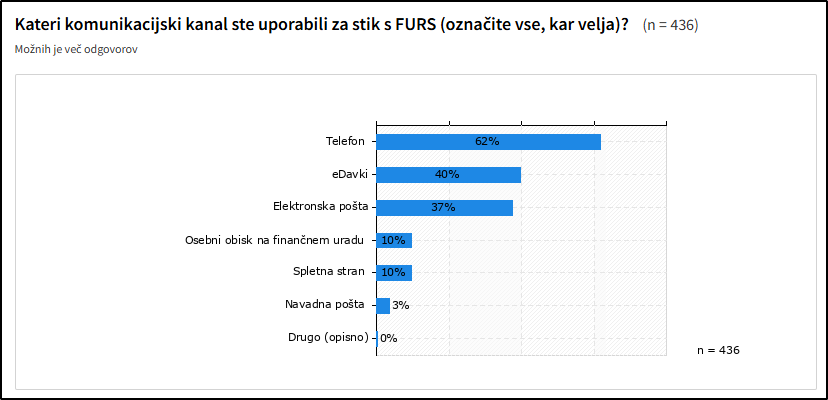 Kateri komunikacijski kanal ste uporabili za stik s FURS (označite vse, kar velja)? (n = 436)
Možnih je več odgovorov
Telefon 62%
eDavki 40%
Elektronska pošta 37%
Osebni obisk na finančnem uradu 10%
Spletna stran 10%
Navadna pošta 3%
Drugo (opisno) 0%
n = 436